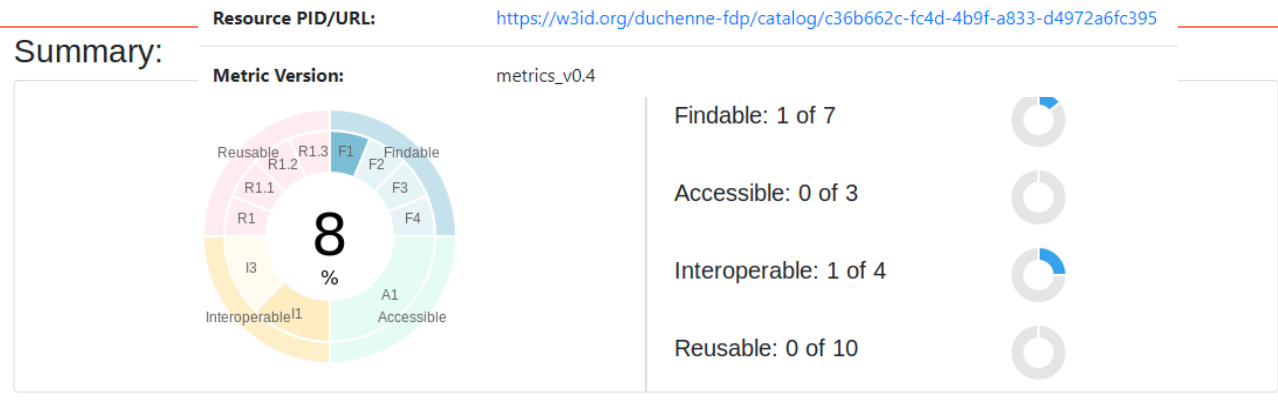 Resource PID/URL: https://w3id.org/duchenne-fdp/catalog/c36b662c-fc4d-4b9f-a833-d4972a6fc395
Summary:
Metric Version: metrics_v0.4
Reusable
R1.3
F1
Findable
R1.2
F2
R1.1
F3
R1
F4
8
%
I3
A1
Interoperable
I1
Accessible
Findable: 1 of 7
Accessible: 0 of 3
Interoperable: 1 of 4
Reusable: 0 of 10